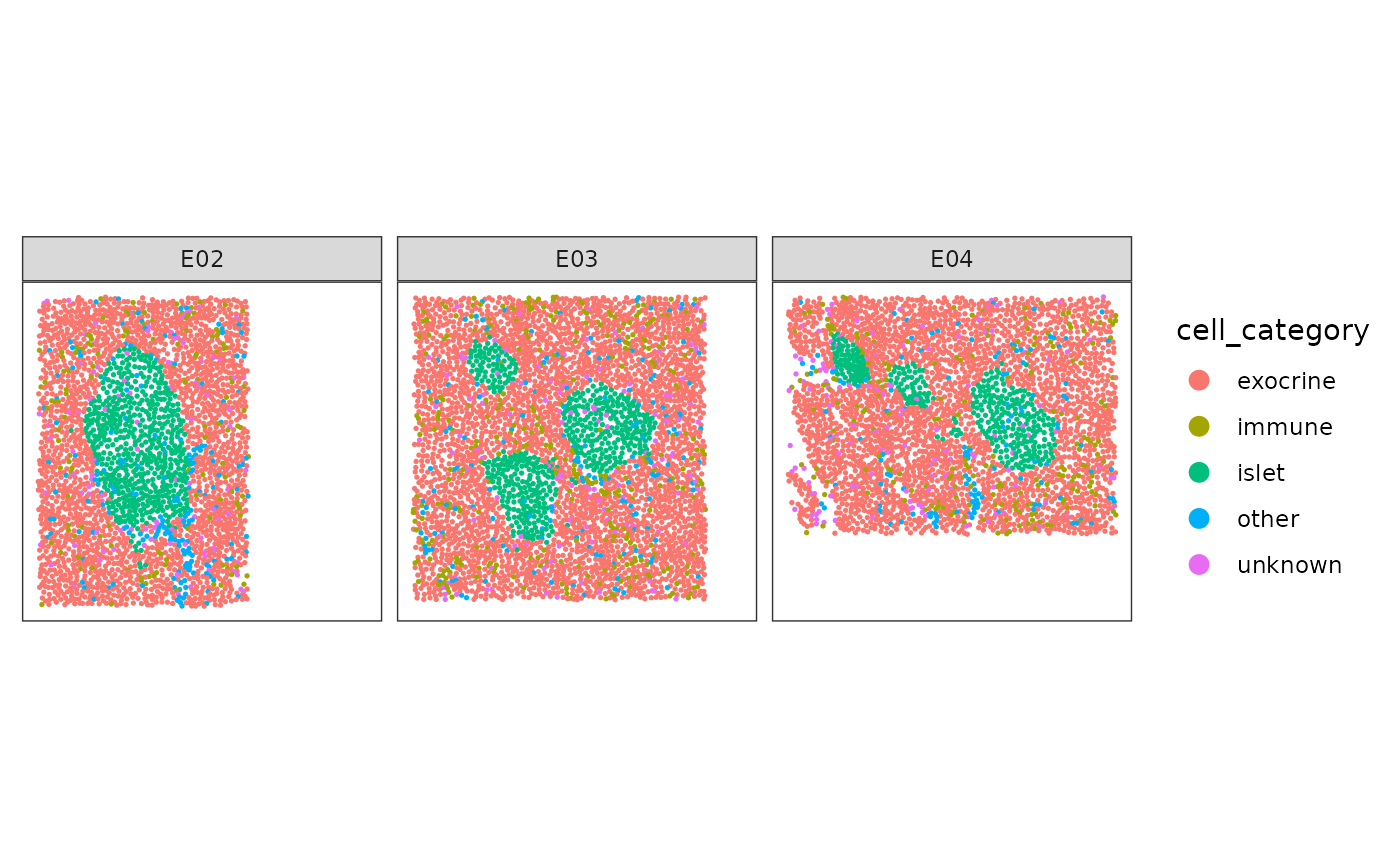 E02
E03
E04
cell_category
exocrine
immune
islet
other
unknown